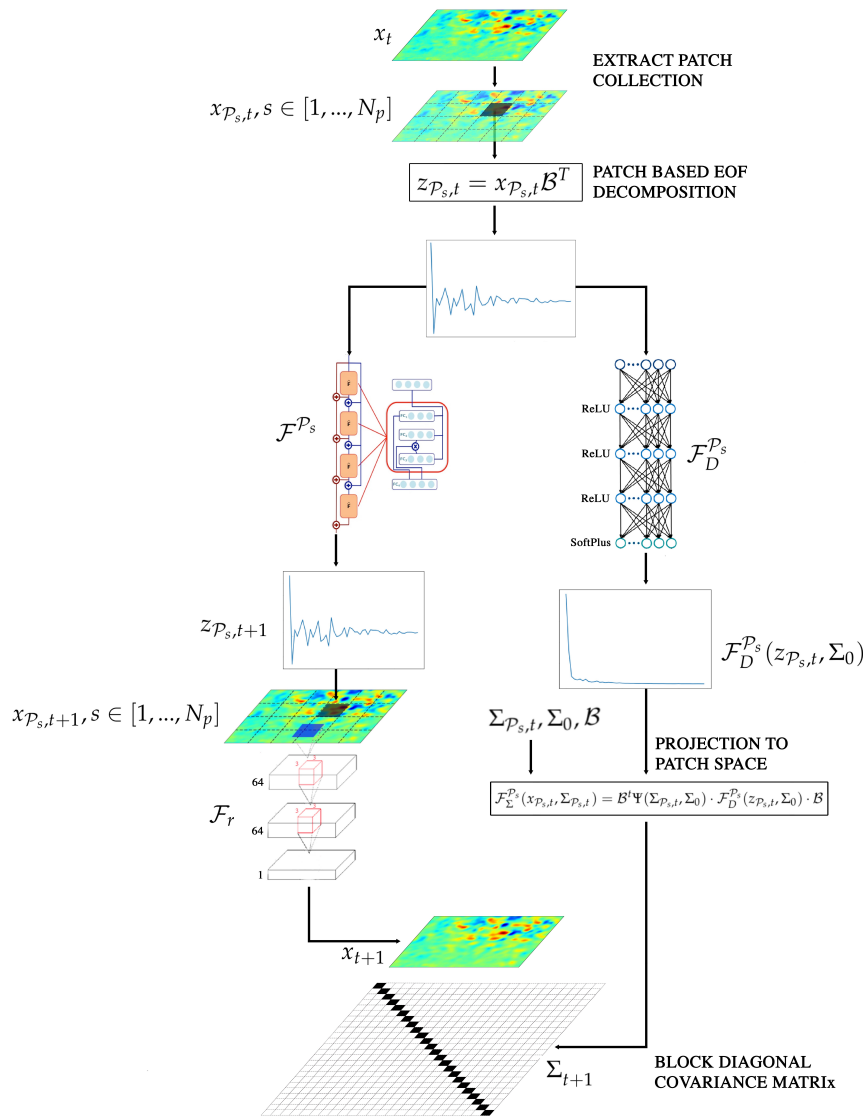 x_t
EXTRACT PATCH
COLLECTION
x_{𝒫_s,t}, s ∈ [1, ..., N_p]
z_{𝒫_s,t} = x_{𝒫_s,t} ℬ^T
PATCH BASED EOF
DECOMPOSITION
ℱ^{𝒫_s}
ReLU
ReLU
ReLU
SoftPlus
ℱ_D^{𝒫_s}
z_{𝒫_s,t+1}
ℱ_D^{𝒫_s}(z_{𝒫_s,t}, Σ_0)
x_{𝒫_s,t+1}, s ∈ [1, ..., N_p]
Σ_{𝒫_s,t}, Σ_0, ℬ
PROJECTION TO
PATCH SPACE
3
64
ℱ_Σ^{𝒫_s}(x_{𝒫_s,t}, Σ_{𝒫_s,t}) = ℬ^t Ψ(Σ_{𝒫_s,t}, Σ_0) · ℱ_D^{𝒫_s}(z_{𝒫_s,t}, Σ_0) · ℬ
ℱ_r
3
64
1
x_{t+1}
Σ_{t+1}
BLOCK DIAGONAL
COVARIANCE MATRIx